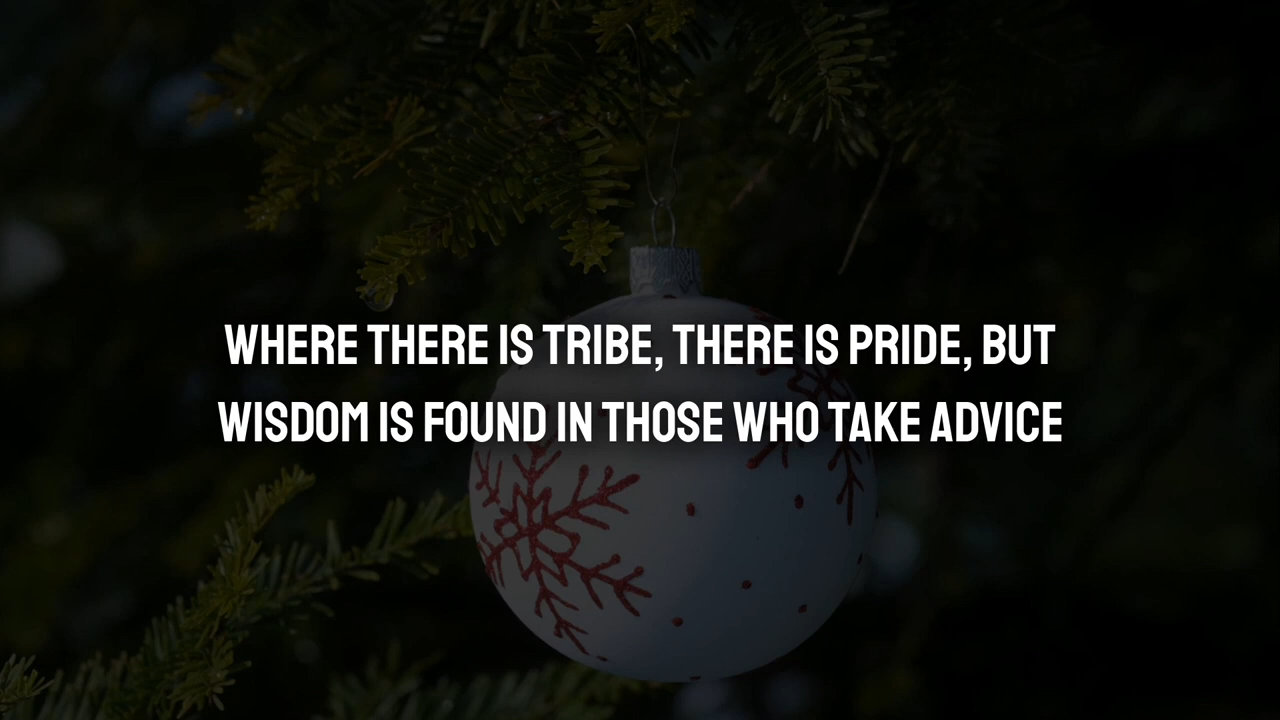 WHERE THERE IS TRIBE, THERE IS PRIDE, BUT
WISDOM IS FOUND IN THOSE WHO TAKE ADVICE